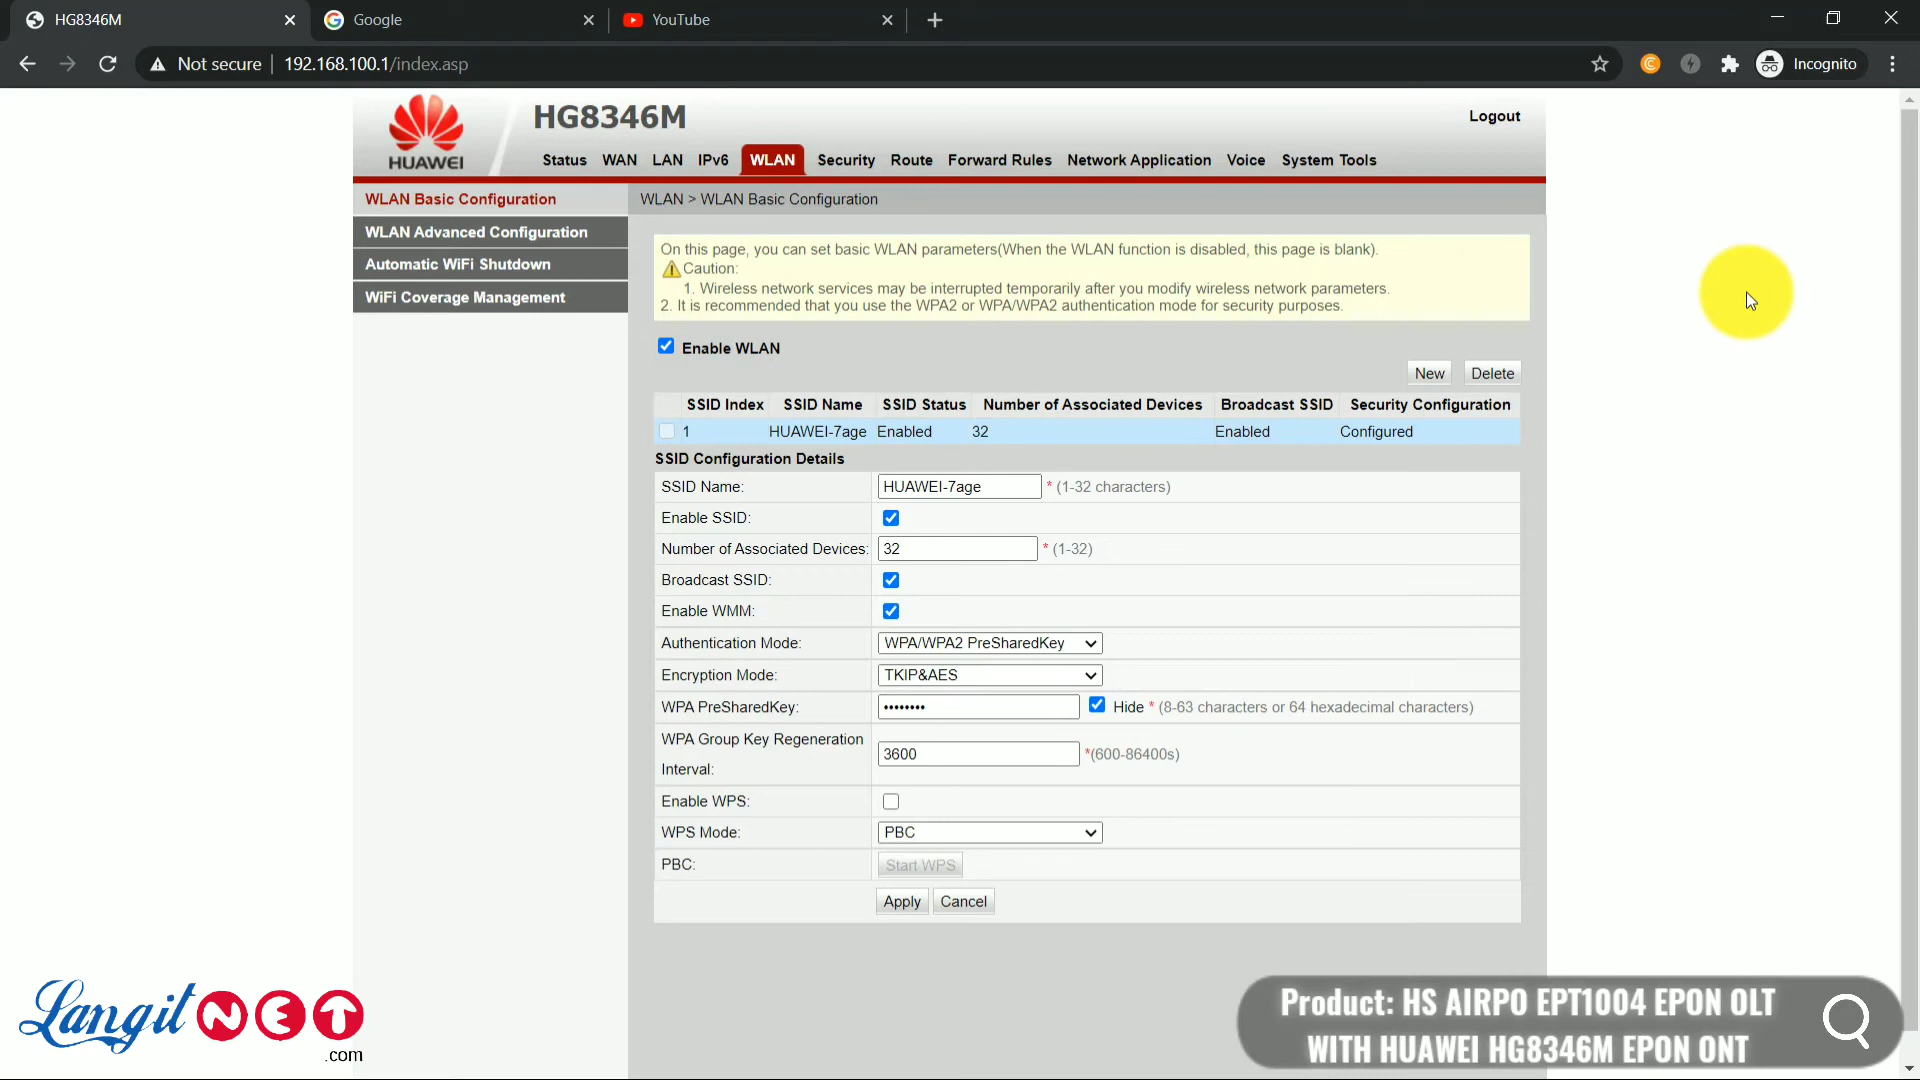 HG8346M
Google
YouTube
Not secure
192.168.100.1/index.asp
Incognito
HUAWEI
HG8346M
Logout
Status WAN LAN IPv6 WLAN Security Route Forward Rules Network Application Voice System Tools
WLAN Basic Configuration
WLAN Advanced Configuration
Automatic WiFi Shutdown
WiFi Coverage Management
WLAN > WLAN Basic Configuration
On this page, you can set basic WLAN parameters(When the WLAN function is disabled, this page is blank).
Caution:
1. Wireless network services may be interrupted temporarily after you modify wireless network parameters.
2. It is recommended that you use the WPA2 or WPA/WPA2 authentication mode for security purposes.
Enable WLAN
New Delete
SSID Index SSID Name SSID Status Number of Associated Devices Broadcast SSID Security Configuration
1 HUAWEI-7age Enabled 32 Enabled Configured
SSID Configuration Details
SSID Name: HUAWEI-7age * (1-32 characters)
Enable SSID:
Number of Associated Devices: 32 * (1-32)
Broadcast SSID:
Enable WMM:
Authentication Mode: WPA/WPA2 PreSharedKey
Encryption Mode: TKIP&AES
WPA PreSharedKey: •••••••• Hide * (8-63 characters or 64 hexadecimal characters)
WPA Group Key Regeneration
Interval:
3600 *(600-86400s)
Enable WPS:
WPS Mode: PBC
PBC: Start WPS
Apply Cancel
Langit NET
.com
Product: HS AIRPO EPT1004 EPON OLT
WITH HUAWEI HG8346M EPON ONT